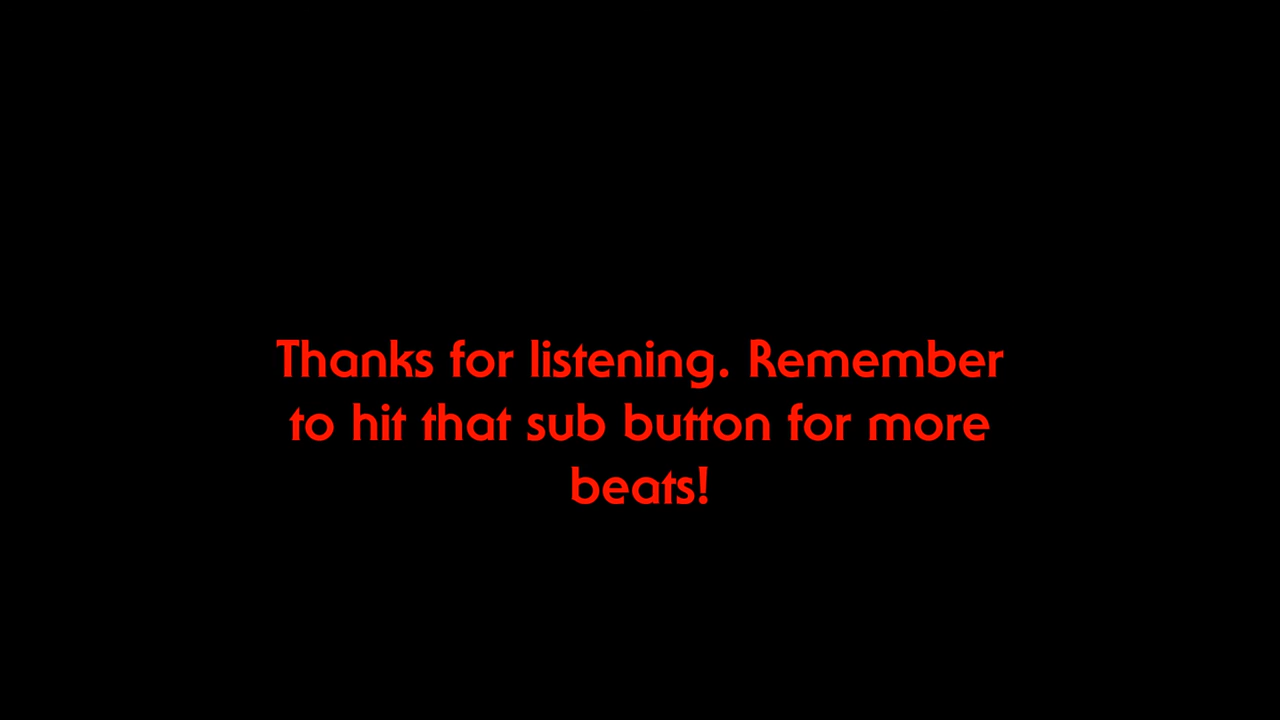 Thanks for listening. Remember
to hit that sub button for more
beats!